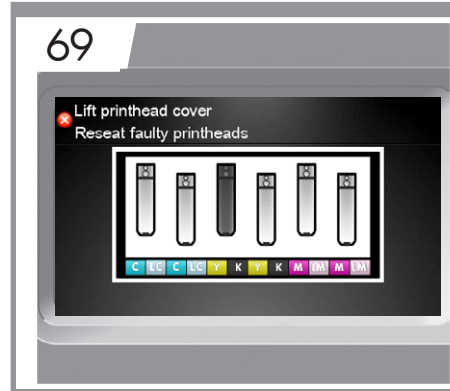 69
Lift printhead cover
Reseat faulty printheads
C LC C LC Y K Y K M LM M LM